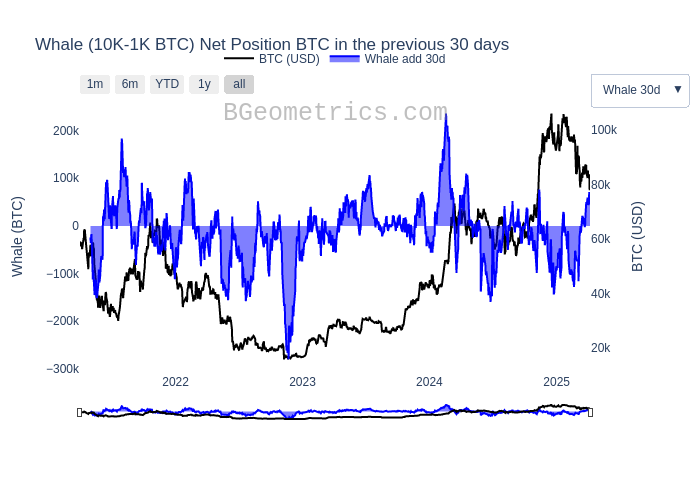 Whale (10K-1K BTC) Net Position BTC in the previous 30 days
BTC (USD) Whale add 30d
1m 6m YTD 1y all
Whale 30d ▼
BGeometrics.com
200k
100k
0
−100k
−200k
−300k
Whale (BTC)
100k
80k
60k
40k
20k
BTC (USD)
2022 2023 2024 2025